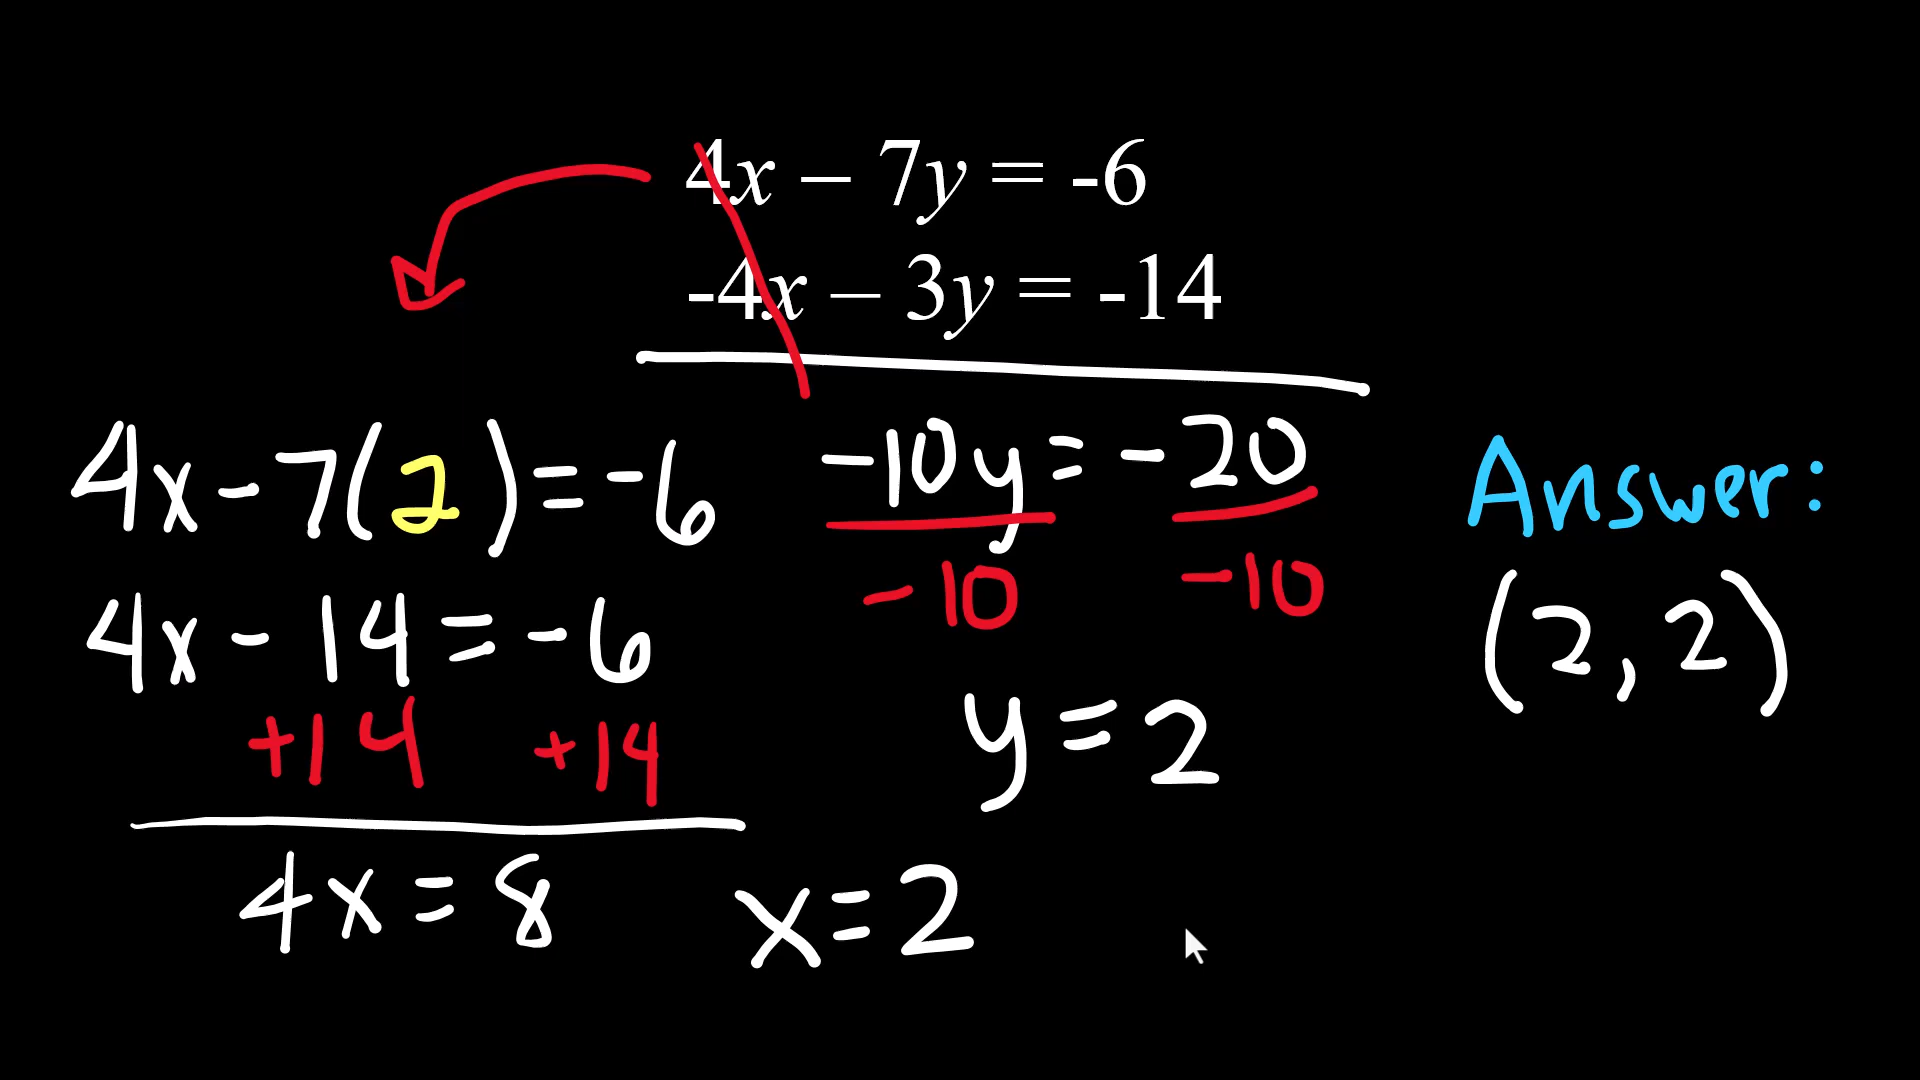 4x – 7y = -6
-4x – 3y = -14
-10y = -20
-10 -10
y = 2
4x - 7(2) = -6
4x - 14 = -6
+14 +14
4x = 8
x = 2
Answer:
(2, 2)